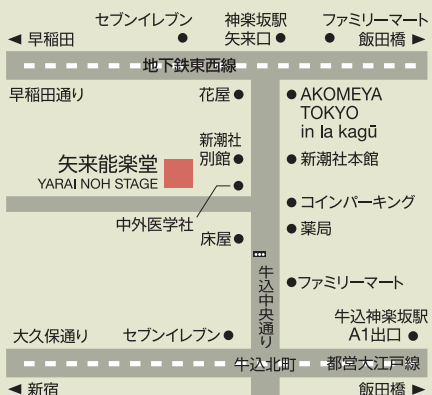 セブンイレブン
神楽坂駅
矢来口
ファミリーマート
早稲田
飯田橋
地下鉄東西線
早稲田通り
花屋
AKOMEYA
TOKYO
in la kagū
新潮社
別館
新潮社本館
矢来能楽堂
YARAI NOH STAGE
コインパーキング
中外医学社
薬局
床屋
牛込中央通り
ファミリーマート
牛込神楽坂駅
A1出口
大久保通り
セブンイレブン
牛込北町
都営大江戸線
新宿
飯田橋